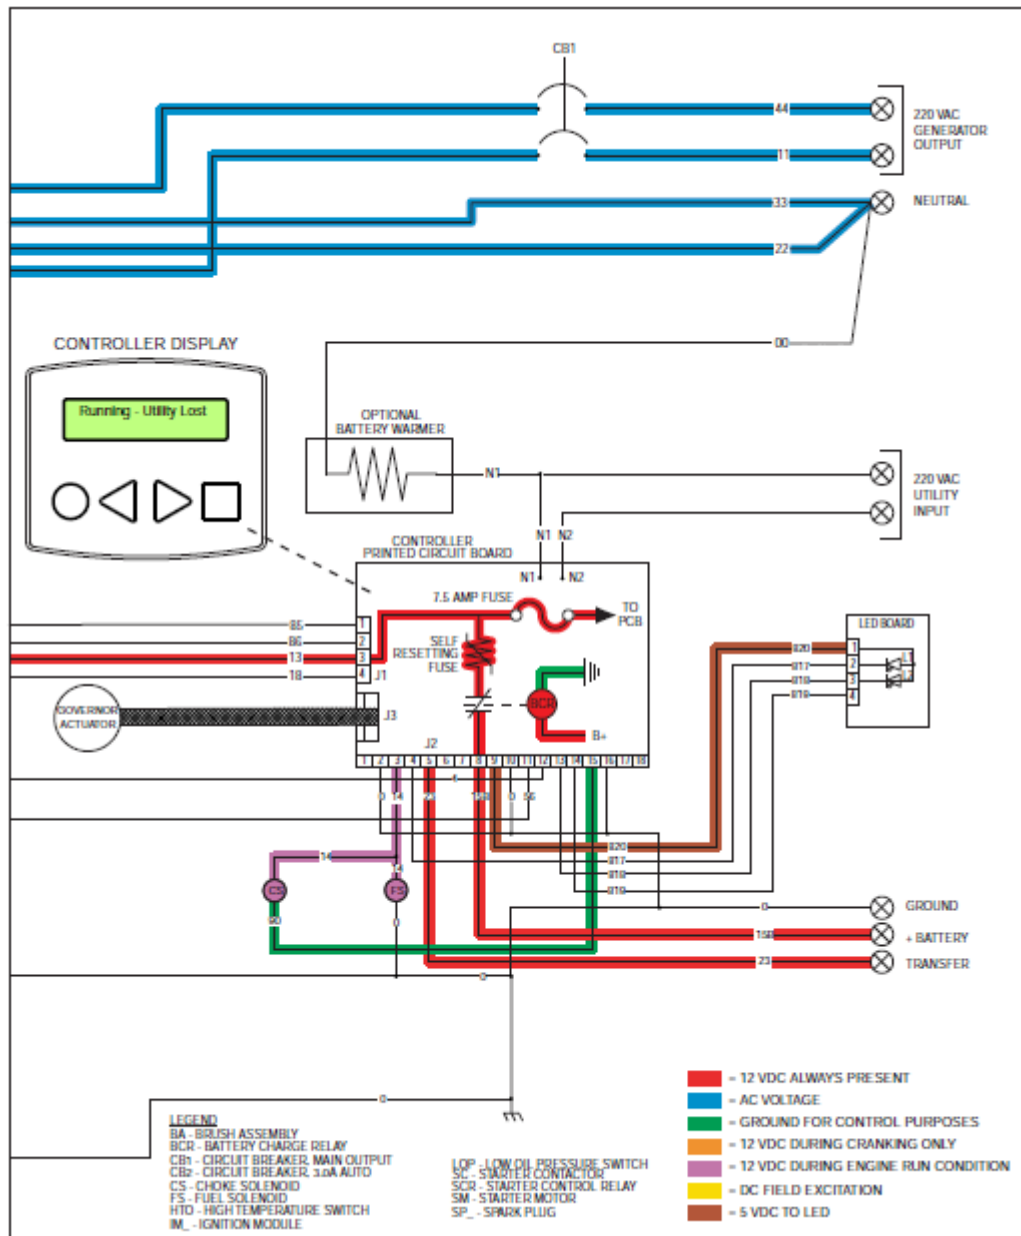 CB1
44
220 VAC
GENERATOR
OUTPUT
11
33
NEUTRAL
22
00
CONTROLLER DISPLAY
Running - Utility Lost
OPTIONAL
BATTERY WARMER
N1
220 VAC
UTILITY
INPUT
N1 N2
CONTROLLER
PRINTED CIRCUIT BOARD
N1 N2
7.5 AMP FUSE
TO
PCB
85
86
13
18
1
2
3
4
J1
SELF
RESETTING
FUSE
BCR
B+
LED BOARD
820
817
818
819
1
2
3
4
L1
L2
GOVERNOR
ACTUATOR
J3
J2
1 2 3 4 5 6 7 8 9 10 11 12 13 14 15 16 17 18
4
0 14 23 15B 0 56
820
817
818
819
14
14
CS
FS
90
0
0
GROUND
15B
+ BATTERY
23
TRANSFER
0
0
LEGEND
BA - BRUSH ASSEMBLY
BCR - BATTERY CHARGE RELAY
CB1 - CIRCUIT BREAKER, MAIN OUTPUT
CB2 - CIRCUIT BREAKER, 3.0A AUTO
CS - CHOKE SOLENOID
FS - FUEL SOLENOID
HTO - HIGH TEMPERATURE SWITCH
IM_ - IGNITION MODULE
LOP - LOW OIL PRESSURE SWITCH
SC - STARTER CONTACTOR
SCR - STARTER CONTROL RELAY
SM - STARTER MOTOR
SP_ - SPARK PLUG
= 12 VDC ALWAYS PRESENT
= AC VOLTAGE
= GROUND FOR CONTROL PURPOSES
= 12 VDC DURING CRANKING ONLY
= 12 VDC DURING ENGINE RUN CONDITION
= DC FIELD EXCITATION
= 5 VDC TO LED